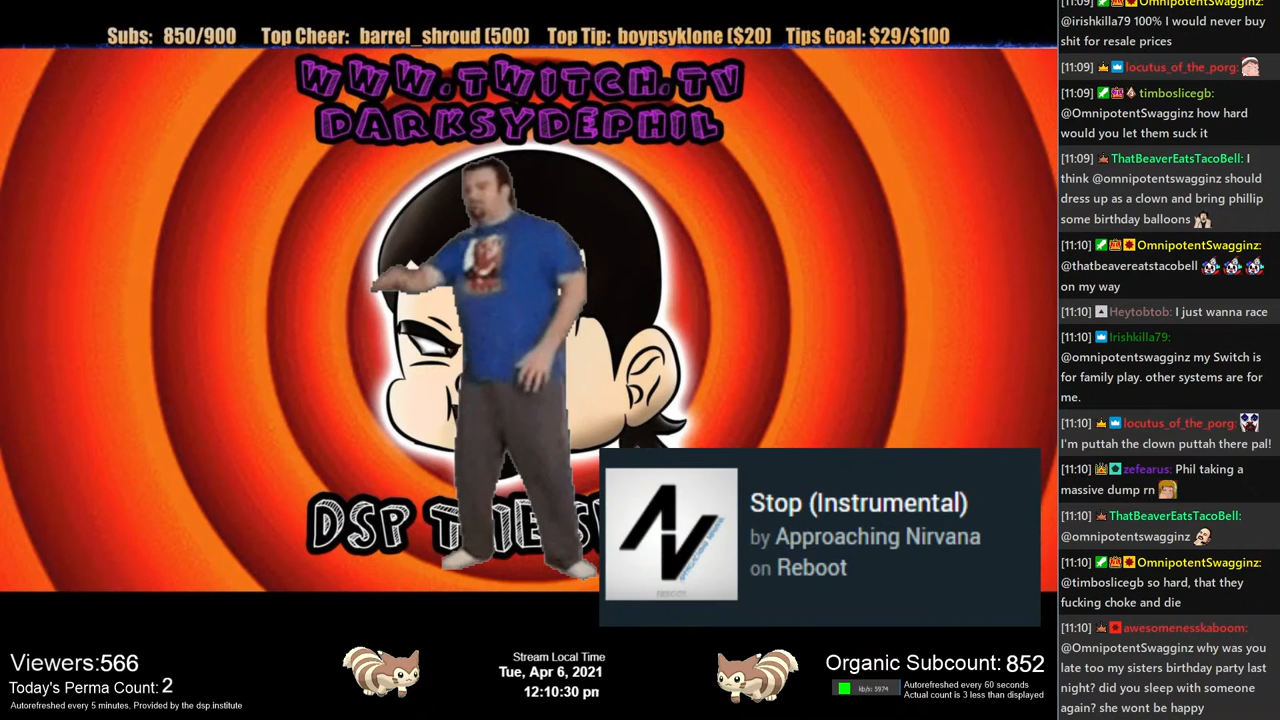 Subs: 850/900 Top Cheer: barrel_shroud (500) Top Tip: boypsyklone ($20) Tips Goal: $29/$100
WWW.TWITCH.TV
DARKSYDEPHIL
DSP
Stop (Instrumental)
by Approaching Nirvana
on Reboot
REBOOT
Viewers:566
Today's Perma Count: 2
Autorefreshed every 5 minutes, Provided by the dsp.institute
Stream Local Time
Tue, Apr 6, 2021
12:10:30 pm
Organic Subcount: 852
kb/s: 5974
Autorefreshed every 60 seconds
Actual count is 3 less than displayed
[11:09] OmnipotentSwagginz:
@irishkilla79 100% I would never buy
shit for resale prices
[11:09] locutus_of_the_porg:
[11:09] timboslicegb:
@OmnipotentSwagginz how hard
would you let them suck it
[11:09] ThatBeaverEatsTacoBell: I
think @omnipotentswagginz should
dress up as a clown and bring phillip
some birthday balloons
[11:10] OmnipotentSwagginz:
@thatbeavereatstacobell
on my way
[11:10] Heytobtob: I just wanna race
[11:10] Irishkilla79:
@omnipotentswagginz my Switch is
for family play. other systems are for
me.
[11:10] locutus_of_the_porg:
I'm puttah the clown puttah there pal!
[11:10] zefearus: Phil taking a
massive dump rn
[11:10] ThatBeaverEatsTacoBell:
@omnipotentswagginz
[11:10] OmnipotentSwagginz:
@timboslicegb so hard, that they
fucking choke and die
[11:10] awesomenesskaboom:
@OmnipotentSwagginz why was you
late too my sisters birthday party last
night? did you sleep with someone
again? she wont be happy